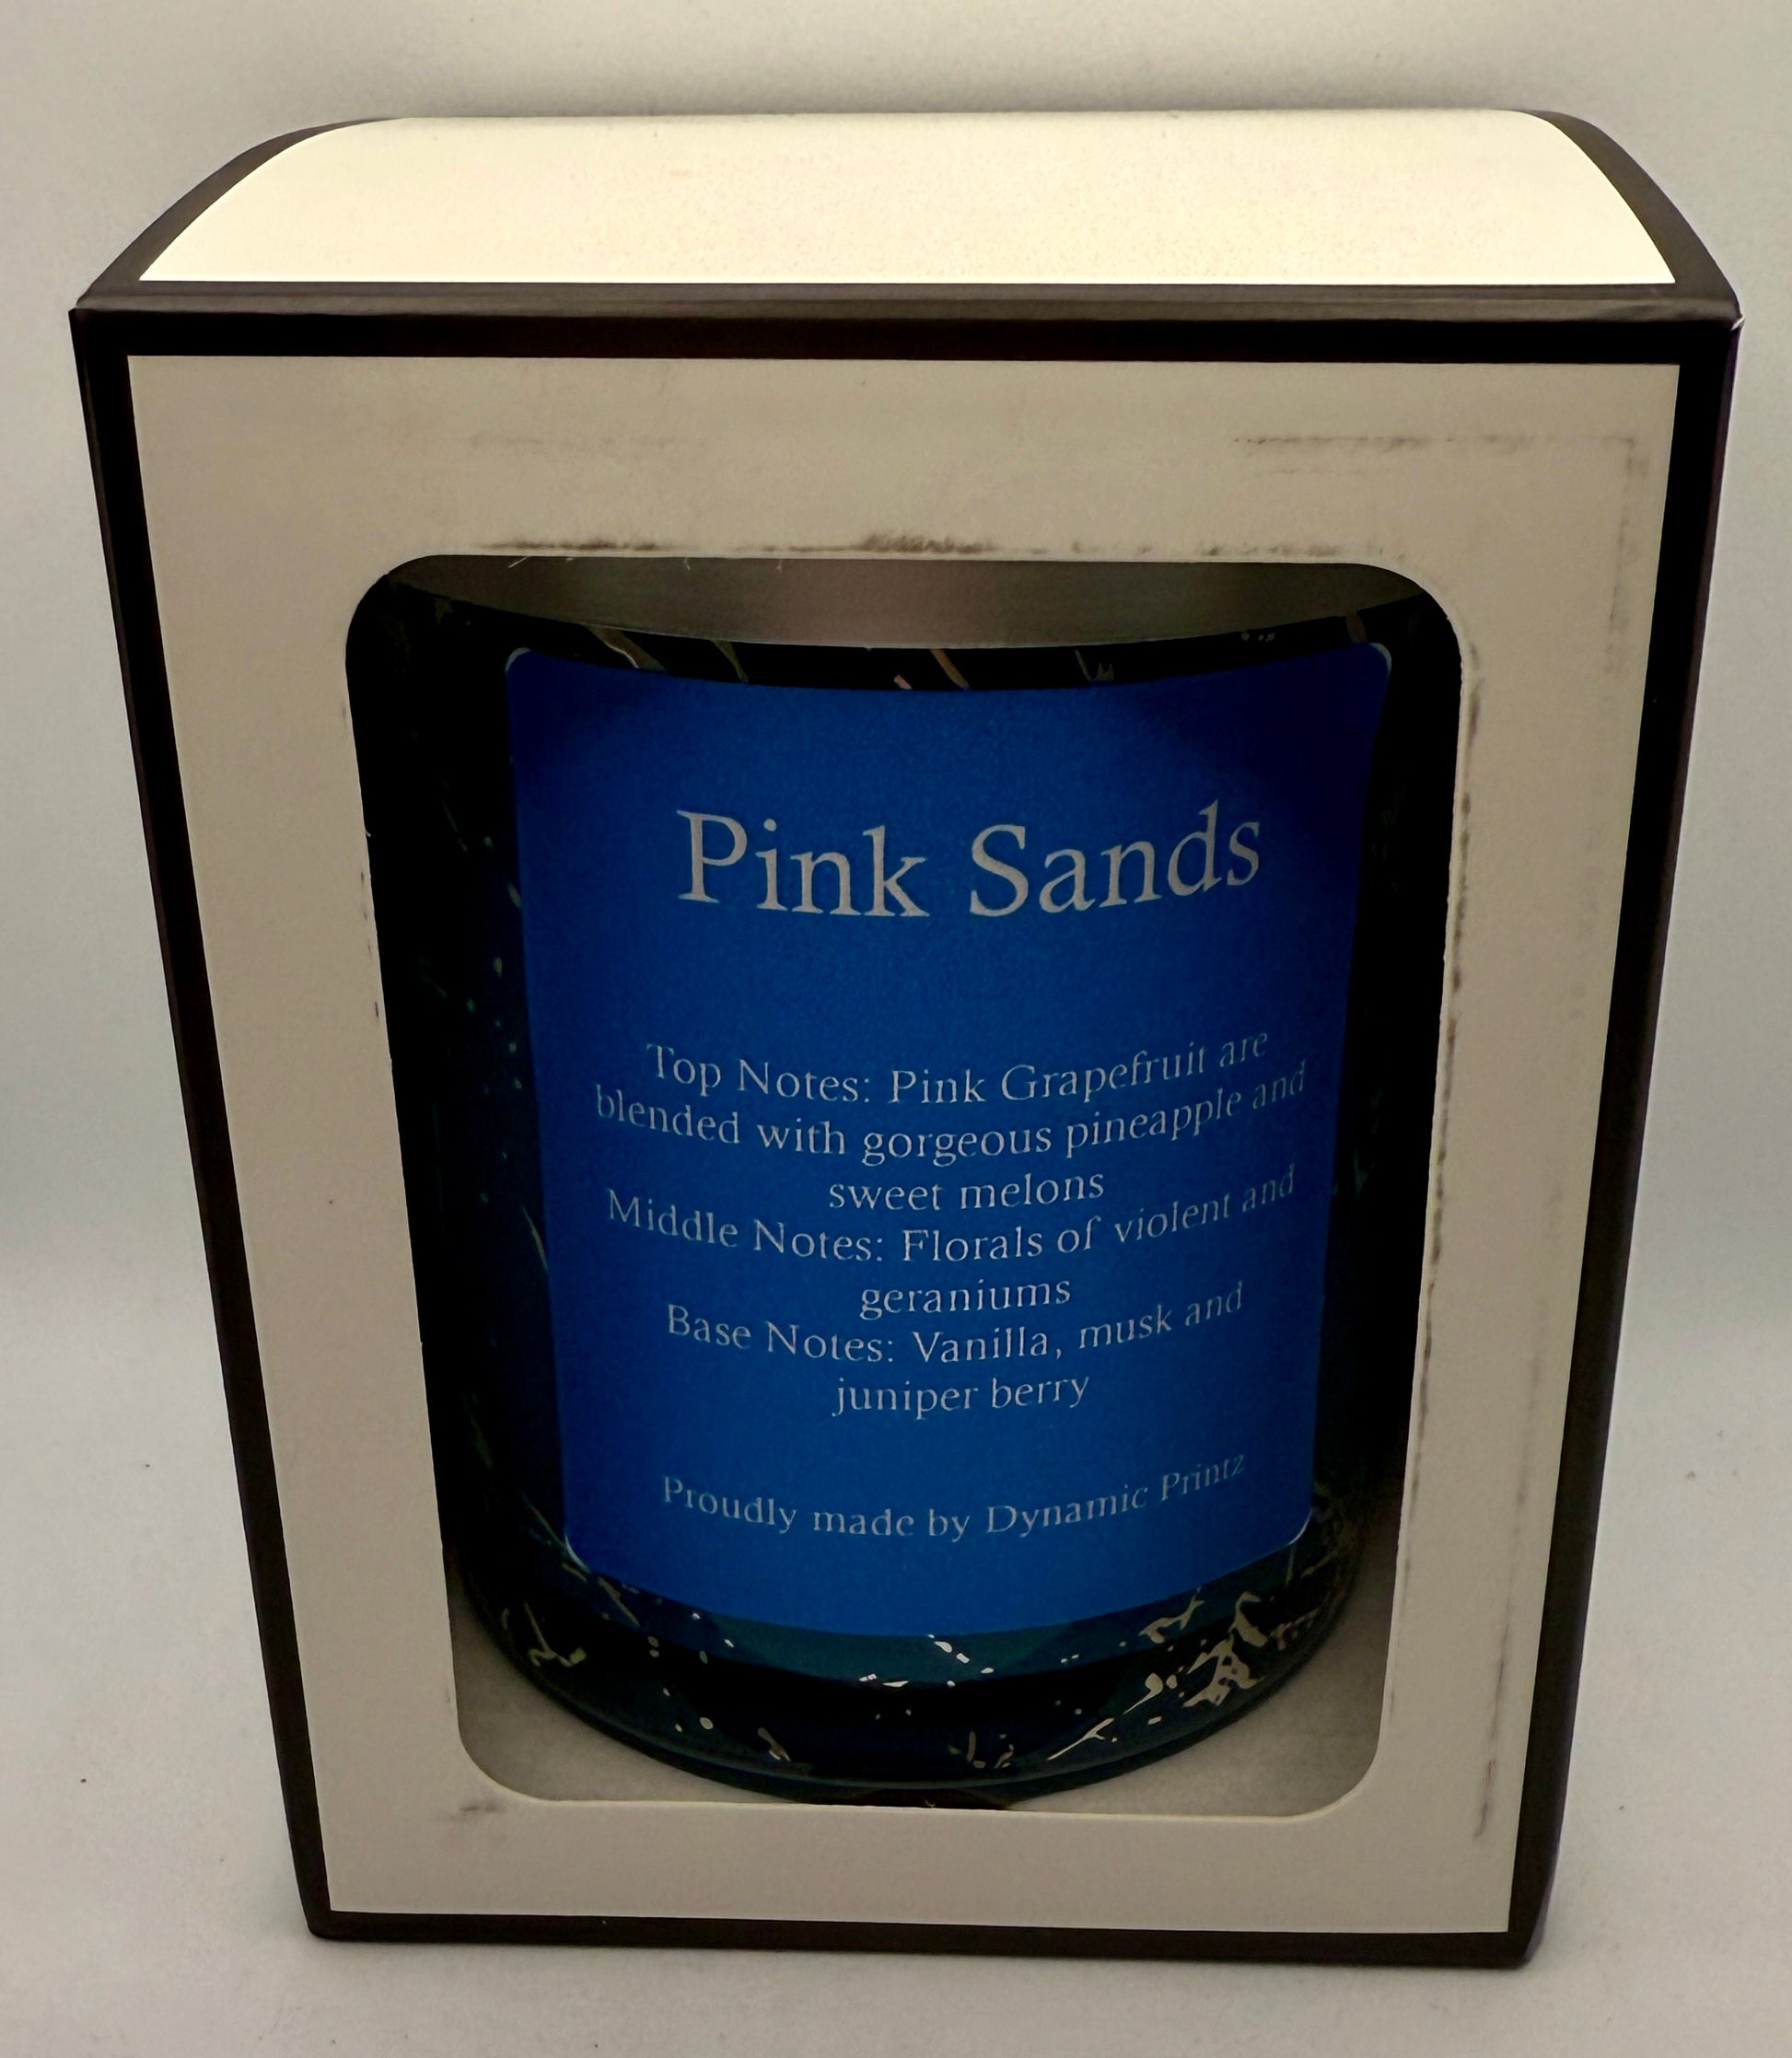 Pink Sands
Top Notes: Pink Grapefruit are
blended with gorgeous pineapple and
sweet melons
Middle Notes: Florals of violent and
geraniums
Base Notes: Vanilla, musk and
juniper berry
Proudly made by Dynamic Printz